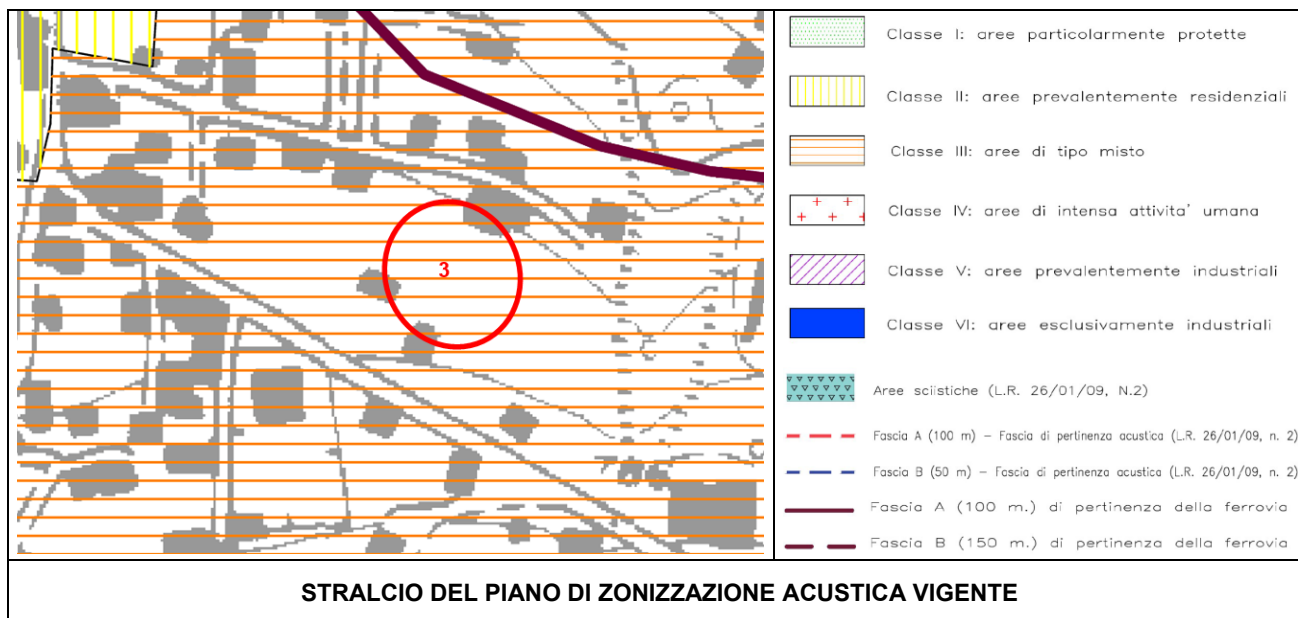 3
Classe I: aree particolarmente protette
Classe II: aree prevalentemente residenziali
Classe III: aree di tipo misto
Classe IV: aree di intensa attivita' umana
Classe V: aree prevalentemente industriali
Classe VI: aree esclusivamente industriali
Aree sciistiche (L.R. 26/01/09, N.2)
Fascia A (100 m) – Fascia di pertinenza acustica (L.R. 26/01/09, n. 2)
Fascia B (50 m) – Fascia di pertinenza acustica (L.R. 26/01/09, n. 2)
Fascia A (100 m.) di pertinenza della ferrovia
Fascia B (150 m.) di pertinenza della ferrovia
STRALCIO DEL PIANO DI ZONIZZAZIONE ACUSTICA VIGENTE